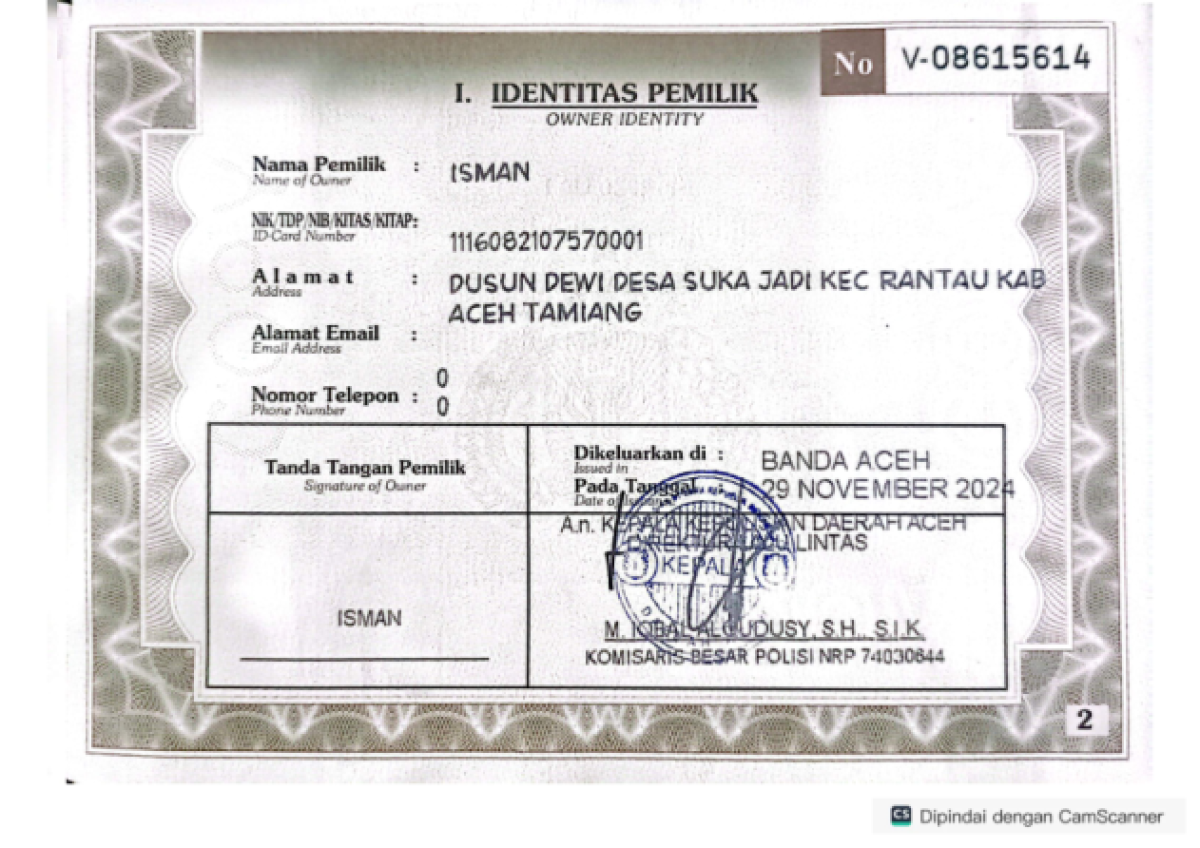 No V-08615614
I. IDENTITAS PEMILIK
OWNER IDENTITY
Nama Pemilik : ISMAN
Name of Owner
NIK/TDP/NIB/KITAS/KITAP:
ID-Card Number
1116082107570001
Alamat : DUSUN DEWI DESA SUKA JADI KEC RANTAU KAB
Address
ACEH TAMIANG
Alamat Email :
Email Address
0
Nomor Telepon : 0
Phone Number
Tanda Tangan Pemilik
Signature of Owner
ISMAN
Dikeluarkan di : BANDA ACEH
Issued in
Pada Tanggal : 29 NOVEMBER 2024
Date of
A.n. KEPALA DAERAH ACEH
LINTAS
KEPALA
M. IQBAL ALQUDUSY, S.H., S.I.K.
KOMISARIS BESAR POLISI NRP 74030644
2
CS Dipindai dengan CamScanner